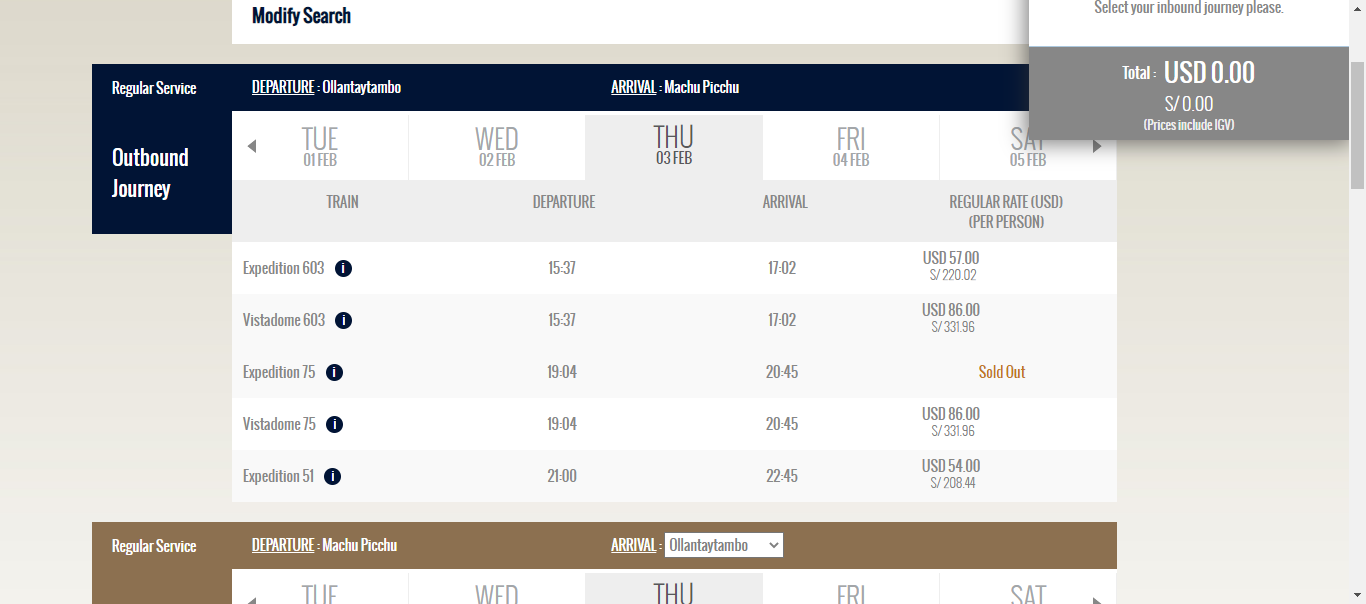 Modify Search
Select your inbound journey please.
Total : USD 0.00
S/ 0.00
(Prices include IGV)
Regular Service
DEPARTURE : Ollantaytambo
ARRIVAL : Machu Picchu
Outbound
Journey
TUE
01 FEB
WED
02 FEB
THU
03 FEB
FRI
04 FEB
SAT
05 FEB
TRAIN
DEPARTURE
ARRIVAL
REGULAR RATE (USD)
(PER PERSON)
Expedition 603 i 15:37 17:02 USD 57.00
S/ 220.02
Vistadome 603 i 15:37 17:02 USD 86.00
S/ 331.96
Expedition 75 i 19:04 20:45 Sold Out
Vistadome 75 i 19:04 20:45 USD 86.00
S/ 331.96
Expedition 51 i 21:00 22:45 USD 54.00
S/ 208.44
Regular Service
DEPARTURE : Machu Picchu
ARRIVAL : Ollantaytambo
TUE
WED
THU
FRI
SAT